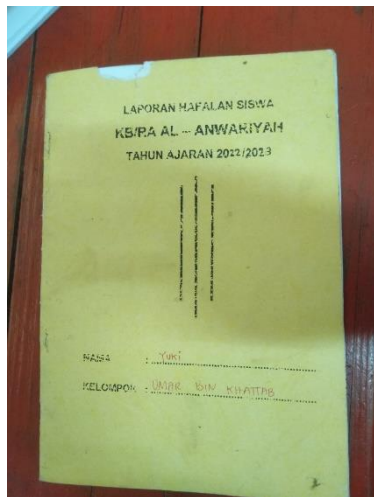 LAPORAN HAFALAN SISWA
KB/RA AL – ANWARIYAH
TAHUN AJARAN 2022/2023
NAMA : YUKI
KELOMPOK : UMAR BIN KHATTAB